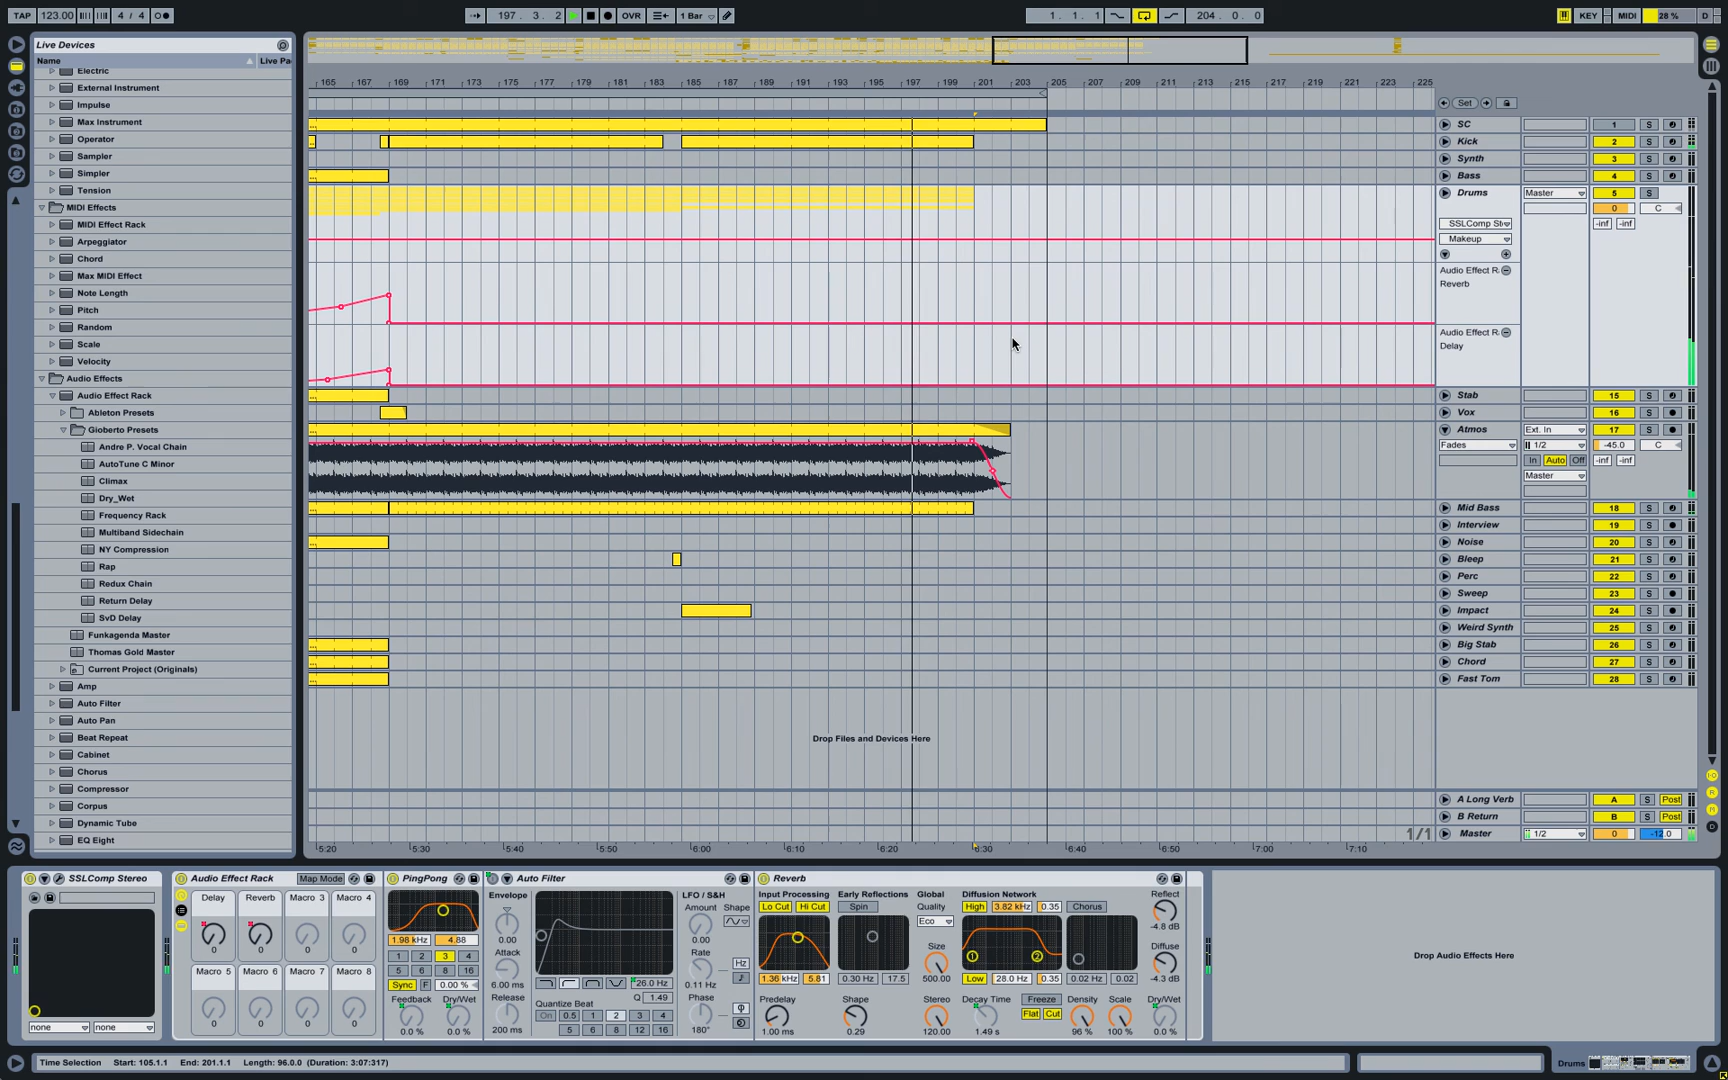 TAP 123.00 4 / 4 197. 3. 2 OVR 1 Bar 1. 1. 1 204. 0. 0 KEY MIDI 28 % D
Live Devices
Name Live Pa
Electric
External Instrument
Impulse
Max Instrument
Operator
Sampler
Simpler
Tension
MIDI Effects
MIDI Effect Rack
Arpeggiator
Chord
Max MIDI Effect
Note Length
Pitch
Random
Scale
Velocity
Audio Effects
Audio Effect Rack
Ableton Presets
Gioberto Presets
Andre P. Vocal Chain
AutoTune C Minor
Climax
Dry_Wet
Frequency Rack
Multiband Sidechain
NY Compression
Rap
Redux Chain
Return Delay
SvD Delay
Funkagenda Master
Thomas Gold Master
Current Project (Originals)
Amp
Auto Filter
Auto Pan
Beat Repeat
Cabinet
Chorus
Compressor
Corpus
Dynamic Tube
EQ Eight
165 167 169 171 173 175 177 179 181 183 185 187 189 191 193 195 197 199 201 203 205 207 209 211 213 215 217 219 221 223 225
Set
SC 1 S
Kick 2 S
Synth 3 S
Bass 4 S
Drums Master 5 S
0 C
SSLComp St -inf -inf
Makeup
Audio Effect R
Reverb
Audio Effect R
Delay
Stab 15 S
Vox 16 S
Atmos Ext. In 17 S
Fades 1/2 -45.0 C
In Auto Off -inf -inf
Master
Mid Bass 18 S
Interview 19 S
Noise 20 S
Bleep 21 S
Perc 22 S
Sweep 23 S
Impact 24 S
Weird Synth 25 S
Big Stab 26 S
Chord 27 S
Fast Tom 28 S
Drop Files and Devices Here
A Long Verb A S Post
B Return B S Post
1/1 Master 1/2 0 -12.0
5:20 5:30 5:40 5:50 6:00 6:10 6:20 6:30 6:40 6:50 7:00 7:10
SSLComp Stereo
none none
Audio Effect Rack Map Mode
Delay Reverb Macro 3 Macro 4
0 0 0 0
Macro 5 Macro 6 Macro 7 Macro 8
0 0 0 0
PingPong
1.98 kHz 4.88
1 2 3 4
5 6 8 16
Sync F 0.00 %
Feedback Dry/Wet
0.0 % 0.0 %
Auto Filter
Envelope LFO / S&H
Amount Shape
0.00 0.00
Attack Rate Hz
6.00 ms 26.0 Hz 0.11 Hz
Q 1.49
Release Quantize Beat Phase
On 0.5 1 2 3 4
200 ms 5 6 8 12 16 180°
Reverb
Input Processing Early Reflections Global Diffusion Network Reflect
Lo Cut Hi Cut Spin Quality High 3.82 kHz 0.35 Chorus
Eco -4.8 dB
Size Diffuse
1.36 kHz 5.81 0.30 Hz 17.5 500.00 Low 28.0 Hz 0.35 0.02 Hz 0.02 -4.3 dB
Predelay Shape Stereo Decay Time Freeze Density Scale Dry/Wet
Flat Cut
1.00 ms 0.29 120.00 1.49 s 96 % 100 % 0.0 %
Drop Audio Effects Here
Time Selection Start: 105.1.1 End: 201.1.1 Length: 96.0.0 (Duration: 3:07:317)
Drums